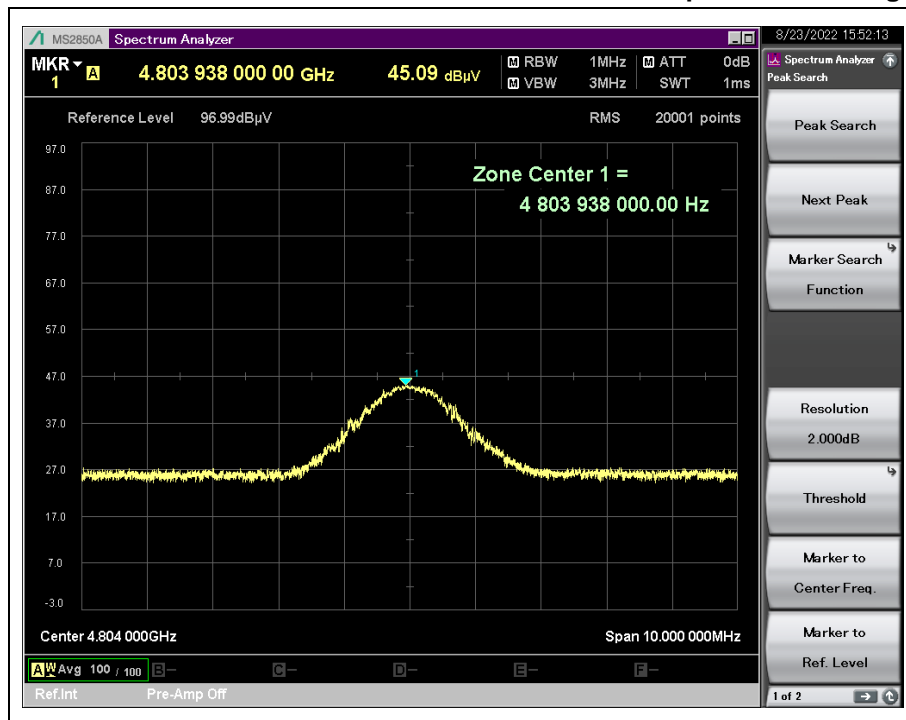 MS2850A Spectrum Analyzer
8/23/2022 15:52:13
MKR 1 A 4.803 938 000 00 GHz 45.09 dBμV
M RBW 1MHz M ATT 0dB
M VBW 3MHz SWT 1ms
Reference Level 96.99dBμV RMS 20001 points
97.0
87.0
77.0
67.0
57.0
47.0
37.0
27.0
17.0
7.0
-3.0
Zone Center 1 =
4 803 938 000.00 Hz
1
Center 4.804 000GHz Span 10.000 000MHz
A W Avg 100 / 100 B- C- D- E- F-
Ref.Int Pre-Amp Off
Spectrum Analyzer
Peak Search
Peak Search
Next Peak
Marker Search
Function
Resolution
2.000dB
Threshold
Marker to
Center Freq.
Marker to
Ref. Level
1 of 2